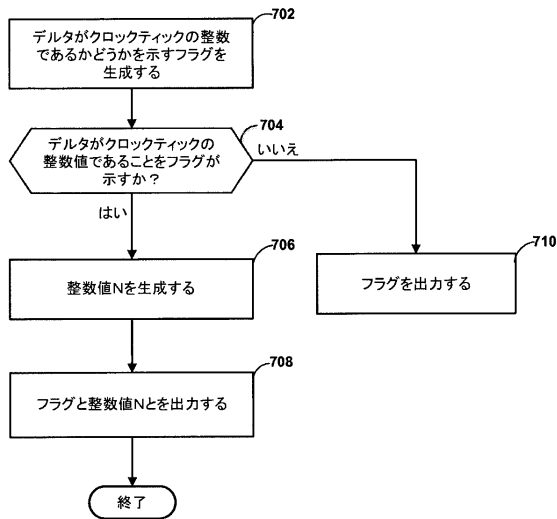 702
デルタがクロックティックの整数
であるかどうかを示すフラグを
生成する
704
デルタがクロックティックの
整数値であることをフラグが
示すか?
いいえ
はい
706
整数値Nを生成する
710
フラグを出力する
708
フラグと整数値Nとを出力する
終了